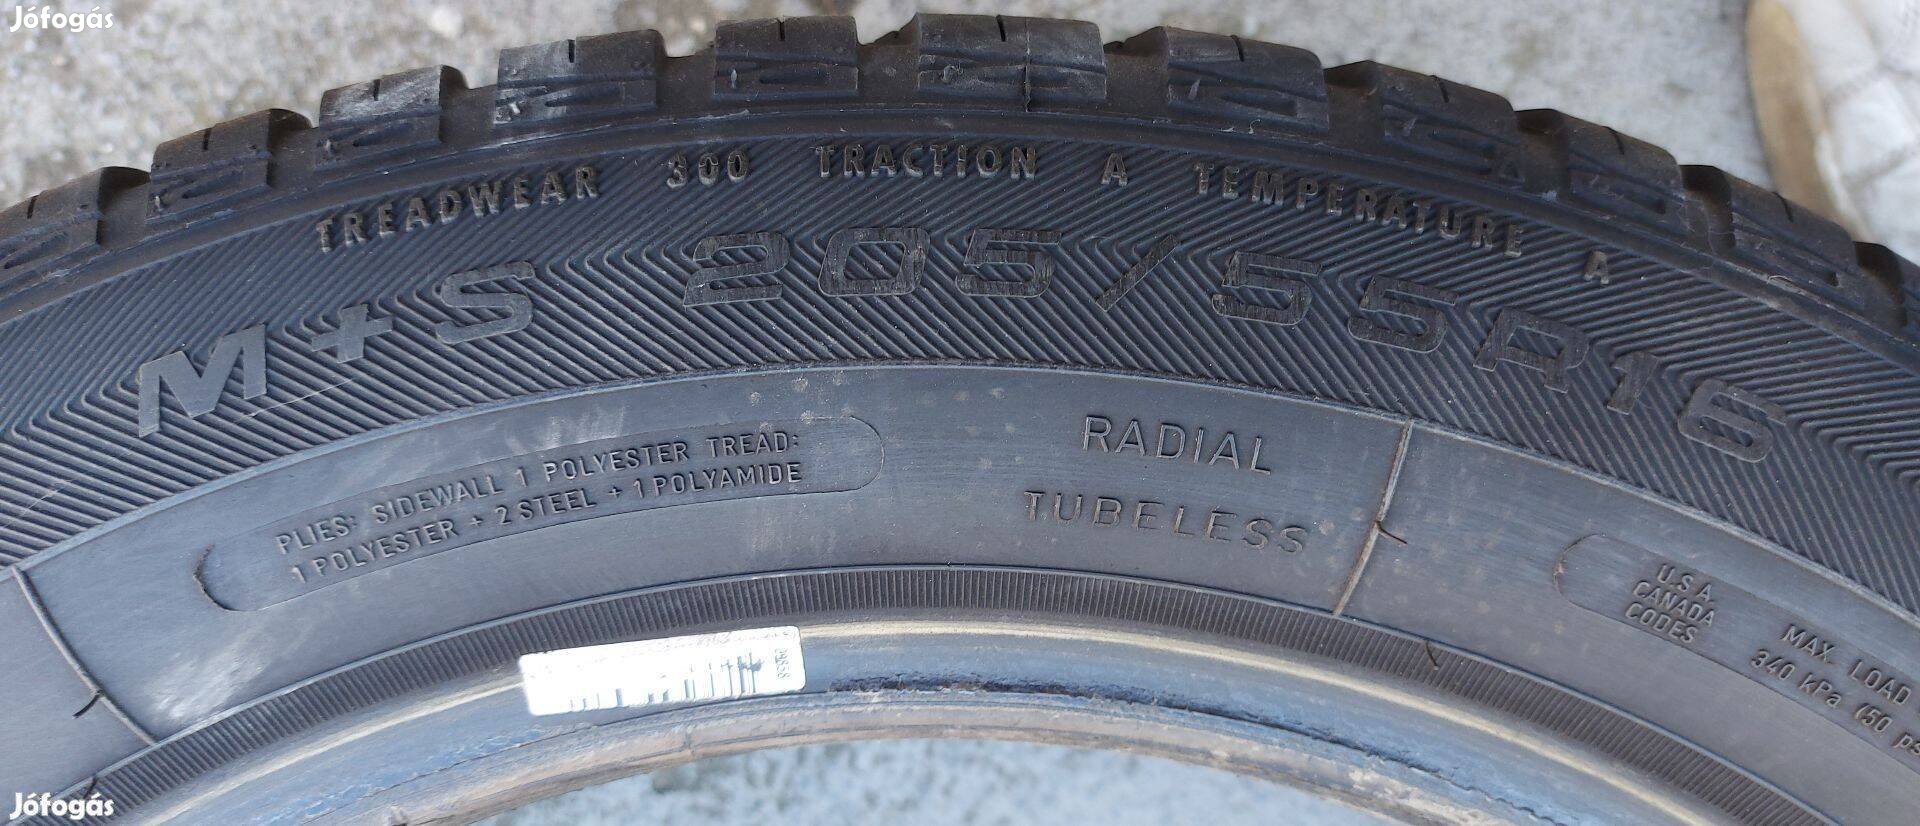 Jófogás
TREADWEAR 300 TRACTION A TEMPERATURE A
M+S 205/55R16
PLIES: SIDEWALL 1 POLYESTER TREAD:
1 POLYESTER + 2 STEEL + 1 POLYAMIDE
RADIAL
TUBELESS
U.S.A.
CANADA
CODES
MAX. LOAD
340 kPa (50
Jófogás